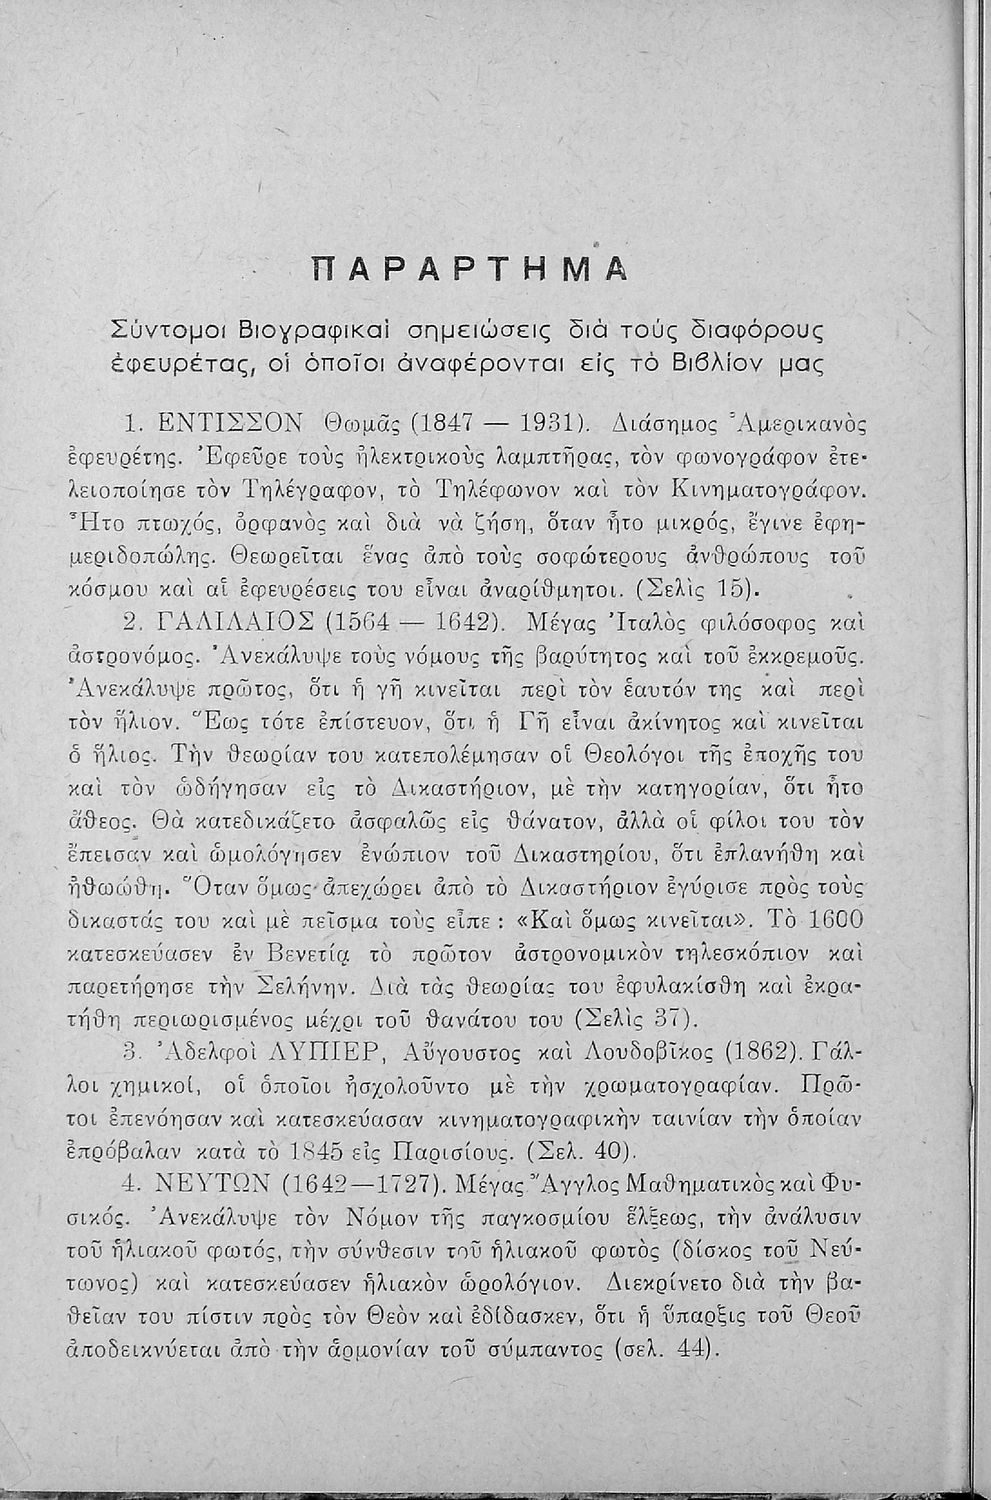 ΠΑΡΑΡΤΗΜΑ
Σύντομοι Βιογραφικαὶ σημειώσεις διὰ τοὺς διαφόρους
ἐφευρέτας, οἱ ὁποῖοι ἀναφέρονται εἰς τὸ Βιβλίον μας
1. ΕΝΤΙΣΣΟΝ Θωμᾶς (1847 — 1931). Διάσημος Ἀμερικανὸς
ἐφευρέτης. Ἐφεῦρε τοὺς ἠλεκτρικοὺς λαμπτῆρας, τὸν φωνογράφον ἐτε-
λειοποίησε τὸν Τηλέγραφον, τὸ Τηλέφωνον καὶ τὸν Κινηματογράφον.
Ἦτο πτωχός, ὀρφανὸς καὶ διὰ νὰ ζήση, ὅταν ἦτο μικρός, ἔγινε ἐφη-
μεριδοπώλης. Θεωρεῖται ἕνας ἀπὸ τοὺς σοφώτερους ἀνθρώπους τοῦ
κόσμου καὶ αἱ ἐφευρέσεις του εἶναι ἀναρίθμητοι. (Σελὶς 15).
2. ΓΑΛΙΛΑΙΟΣ (1564 — 1642). Μέγας Ἰταλὸς φιλόσοφος καὶ
ἀστρονόμος. Ἀνεκάλυψε τοὺς νόμους τῆς βαρύτητος καὶ τοῦ ἐκκρεμοῦς.
Ἀνεκάλυψε πρῶτος, ὅτι ἡ γῆ κινεῖται περὶ τὸν ἑαυτόν της καὶ περὶ
τὸν ἥλιον. Ἕως τότε ἐπίστευον, ὅτι ἡ Γῆ εἶναι ἀκίνητος καὶ κινεῖται
ὁ ἥλιος. Τὴν θεωρίαν του κατεπολέμησαν οἱ Θεολόγοι τῆς ἐποχῆς του
καὶ τὸν ὡδήγησαν εἰς τὸ Δικαστήριον, μὲ τὴν κατηγορίαν, ὅτι ἦτο
ἄθεος. Θὰ κατεδικάζετο ἀσφαλῶς εἰς θάνατον, ἀλλὰ οἱ φίλοι του τὸν
ἔπεισαν καὶ ὡμολόγησεν ἐνώπιον τοῦ Δικαστηρίου, ὅτι ἐπλανήθη καὶ
ἠθωώθη. Ὅταν ὅμως ἀπεχώρει ἀπὸ τὸ Δικαστήριον ἐγύρισε πρὸς τοὺς
δικαστάς του καὶ μὲ πεῖσμα τοὺς εἶπε : «Καὶ ὅμως κινεῖται». Τὸ 1600
κατεσκεύασεν ἐν Βενετίᾳ τὸ πρῶτον ἀστρονομικὸν τηλεσκόπιον καὶ
παρετήρησε τὴν Σελήνην. Διὰ τὰς θεωρίας του ἐφυλακίσθη καὶ ἐκρα-
τήθη περιωρισμένος μέχρι τοῦ θανάτου του (Σελὶς 37).
3. Ἀδελφοὶ ΛΥΠΙΕΡ, Αὔγουστος καὶ Λουδοβῖκος (1862). Γάλ-
λοι χημικοί, οἱ ὁποῖοι ἠσχολοῦντο μὲ τὴν χρωματογραφίαν. Πρῶ-
τοι ἐπενόησαν καὶ κατεσκεύασαν κινηματογραφικὴν ταινίαν τὴν ὁποίαν
ἐπρόβαλαν κατὰ τὸ 1845 εἰς Παρισίους. (Σελ. 40).
4. ΝΕΥΤΩΝ (1642—1727). Μέγας Ἄγγλος Μαθηματικὸς καὶ Φυ-
σικός. Ἀνεκάλυψε τὸν Νόμον τῆς παγκοσμίου ἕλξεως, τὴν ἀνάλυσιν
τοῦ ἡλιακοῦ φωτός, τὴν σύνθεσιν τοῦ ἡλιακοῦ φωτὸς (δίσκος τοῦ Νεύ-
τωνος) καὶ κατεσκεύασεν ἡλιακὸν ὡρολόγιον. Διεκρίνετο διὰ τὴν βα-
θεῖαν του πίστιν πρὸς τὸν Θεὸν καὶ ἐδίδασκεν, ὅτι ἡ ὕπαρξις τοῦ Θεοῦ
ἀποδεικνύεται ἀπὸ τὴν ἁρμονίαν τοῦ σύμπαντος (σελ. 44).